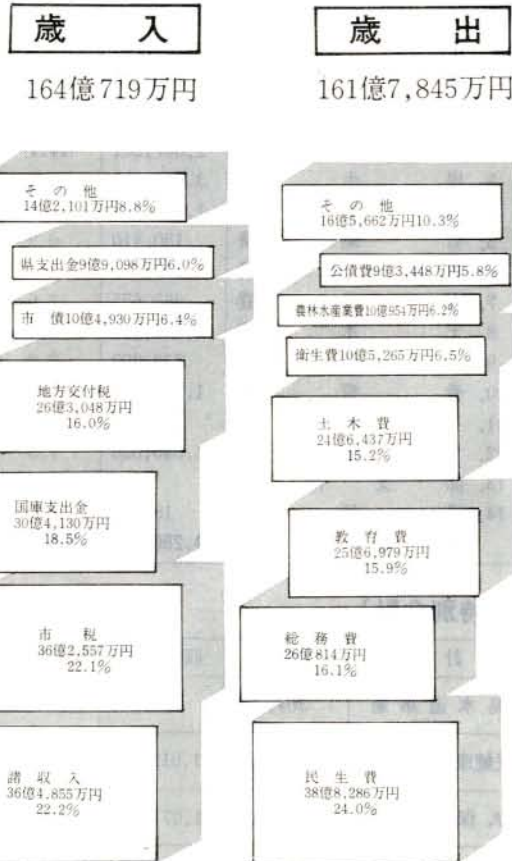 歳入
164億719万円
その他
14億2,101万円8.8%
県支出金9億9,098万円6.0%
市債10億4,930万円6.4%
地方交付税
26億3,048万円
16.0%
国庫支出金
30億4,130万円
18.5%
市税
36億2,557万円
22.1%
諸収入
36億4,855万円
22.2%
歳出
161億7,845万円
その他
16億5,662万円10.3%
公債費9億3,448万円5.8%
農林水産業費10億954万円6.2%
衛生費10億5,265万円6.5%
土木費
24億6,437万円
15.2%
教育費
25億6,979万円
15.9%
総務費
26億814万円
16.1%
民生費
38億8,286万円
24.0%